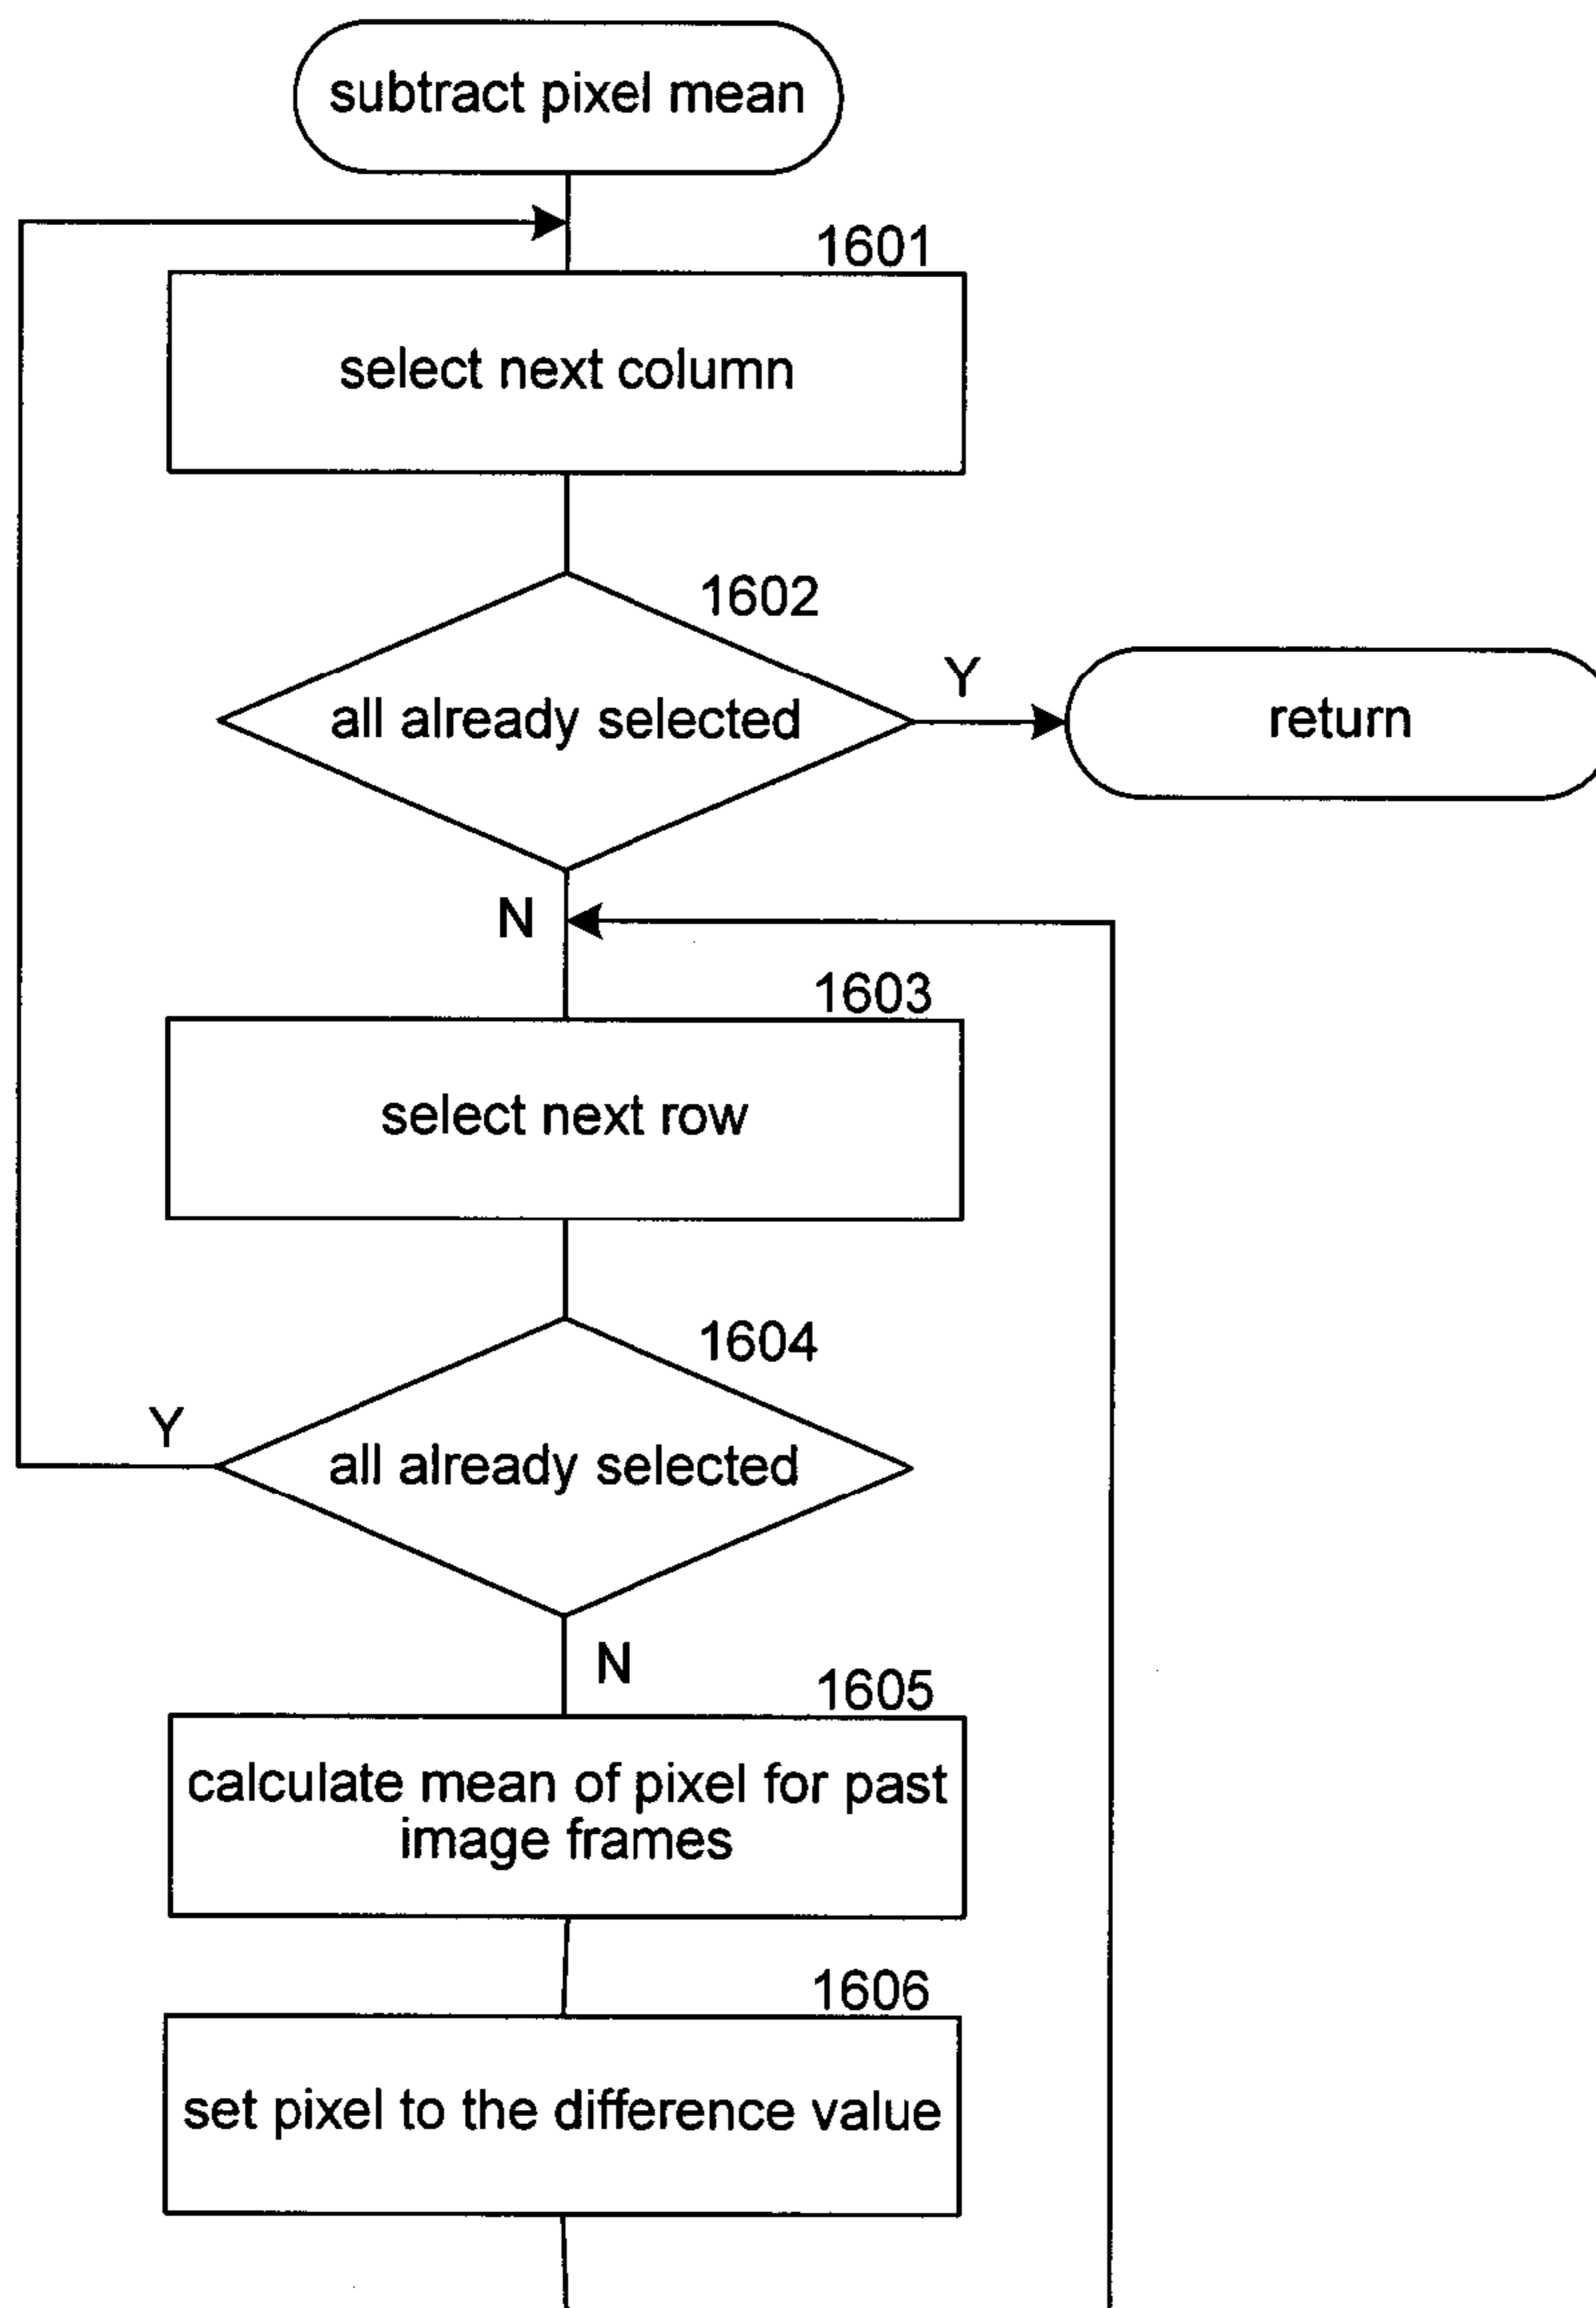 subtract pixel mean
1601
select next column
1602
all already selected
Y
return
N
1603
select next row
1604
Y
all already selected
N
1605
calculate mean of pixel for past
image frames
1606
set pixel to the difference value